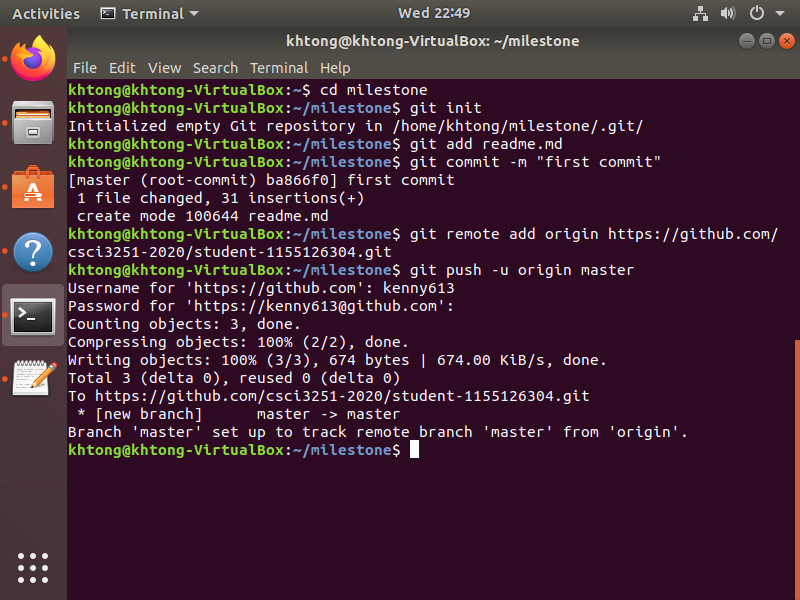 Activities Terminal Wed 22:49
khtong@khtong-VirtualBox: ~/milestone
File Edit View Search Terminal Help
khtong@khtong-VirtualBox:~$ cd milestone
khtong@khtong-VirtualBox:~/milestone$ git init
Initialized empty Git repository in /home/khtong/milestone/.git/
khtong@khtong-VirtualBox:~/milestone$ git add readme.md
khtong@khtong-VirtualBox:~/milestone$ git commit -m "first commit"
[master (root-commit) ba866f0] first commit
 1 file changed, 31 insertions(+)
 create mode 100644 readme.md
khtong@khtong-VirtualBox:~/milestone$ git remote add origin https://github.com/
csci3251-2020/student-1155126304.git
khtong@khtong-VirtualBox:~/milestone$ git push -u origin master
Username for 'https://github.com': kenny613
Password for 'https://kenny613@github.com':
Counting objects: 3, done.
Compressing objects: 100% (2/2), done.
Writing objects: 100% (3/3), 674 bytes | 674.00 KiB/s, done.
Total 3 (delta 0), reused 0 (delta 0)
To https://github.com/csci3251-2020/student-1155126304.git
 * [new branch]      master -> master
Branch 'master' set up to track remote branch 'master' from 'origin'.
khtong@khtong-VirtualBox:~/milestone$